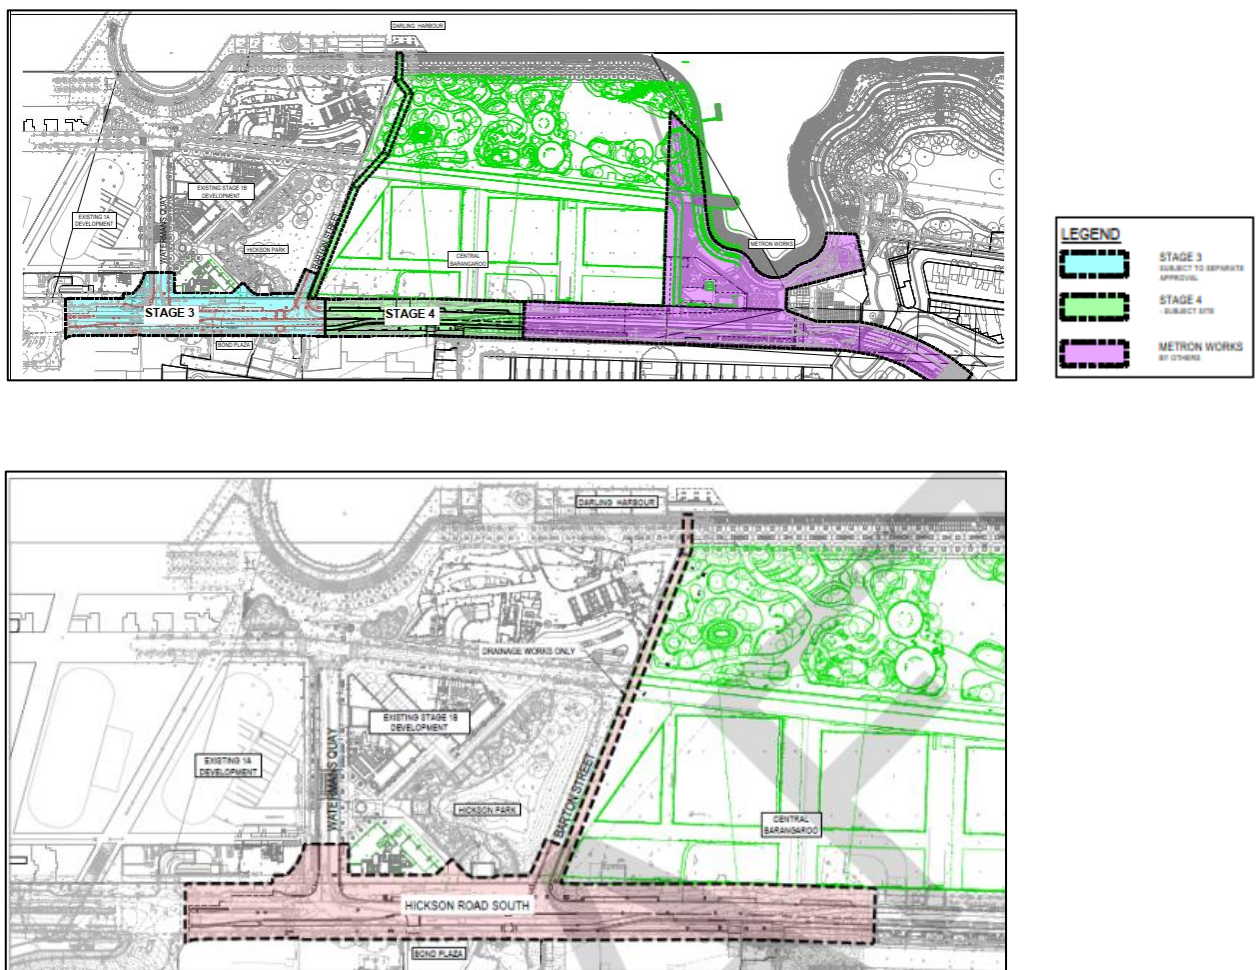 DARLING HARBOUR
EXISTING STAGE 1B
DEVELOPMENT
EXISTING 1A
DEVELOPMENT
WATERMANS QUAY
HICKSON PARK
BARTON STREET
CENTRAL
BARANGAROO
METRON WORKS
STAGE 3
STAGE 4
BOND PLAZA
LEGEND
STAGE 3
SUBJECT TO SEPARATE
APPROVAL
STAGE 4
- SUBJECT SITE
METRON WORKS
BY OTHERS
DARLING HARBOUR
DRAINAGE WORKS ONLY
EXISTING STAGE 1B
DEVELOPMENT
EXISTING 1A
DEVELOPMENT
WATERMANS QUAY
HICKSON PARK
BARTON STREET
CENTRAL
BARANGAROO
HICKSON ROAD SOUTH
BOND PLAZA